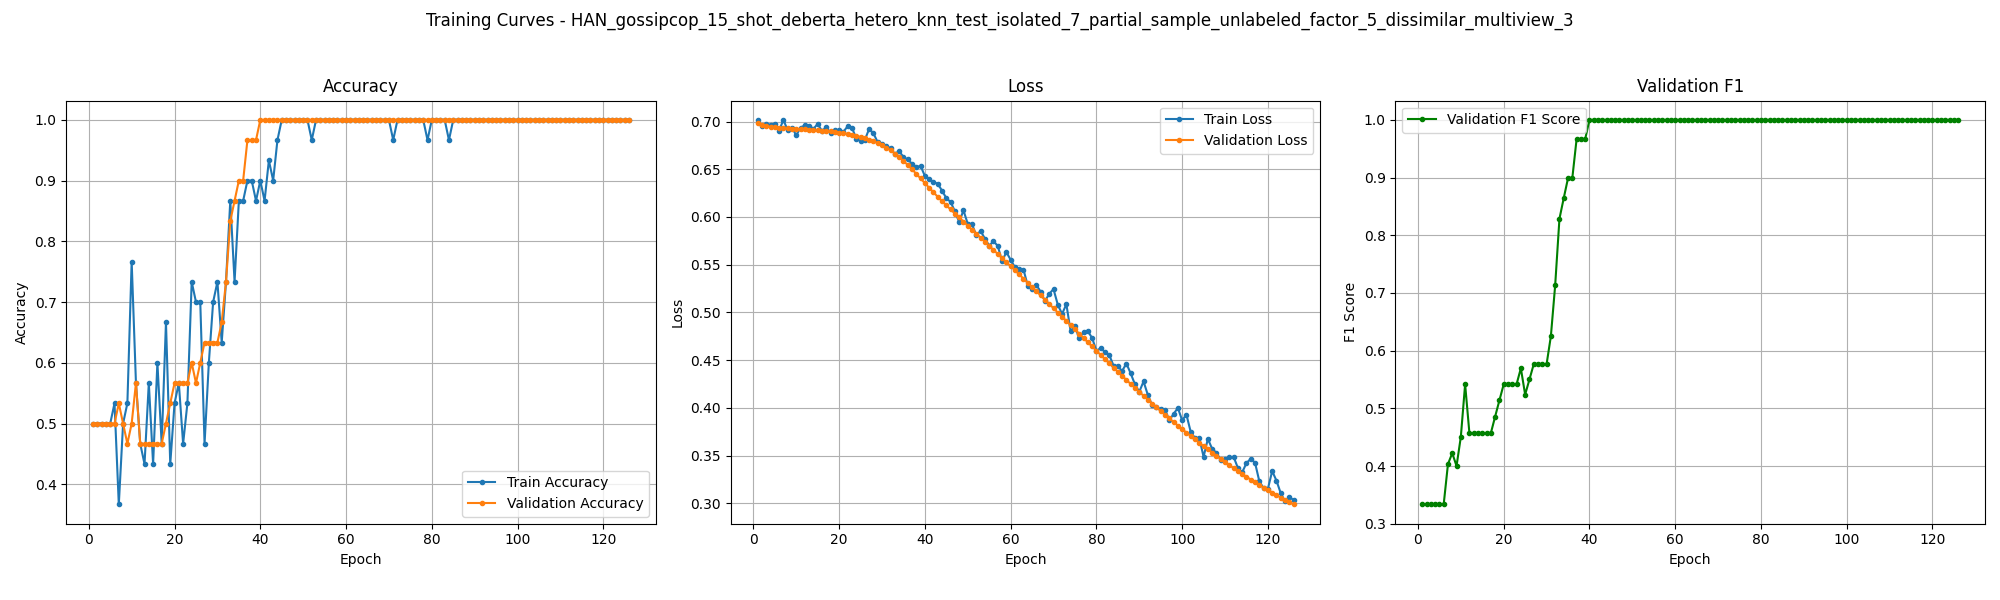 Training Curves - HAN_gossipcop_15_shot_deberta_hetero_knn_test_isolated_7_partial_sample_unlabeled_factor_5_dissimilar_multiview_3
Accuracy
Accuracy
1.0
0.9
0.8
0.7
0.6
0.5
0.4
Train Accuracy
Validation Accuracy
0 20 40 60 80 100 120
Epoch
Loss
Loss
0.70
0.65
0.60
0.55
0.50
0.45
0.40
0.35
0.30
Train Loss
Validation Loss
0 20 40 60 80 100 120
Epoch
Validation F1
F1 Score
1.0
0.9
0.8
0.7
0.6
0.5
0.4
0.3
Validation F1 Score
0 20 40 60 80 100 120
Epoch